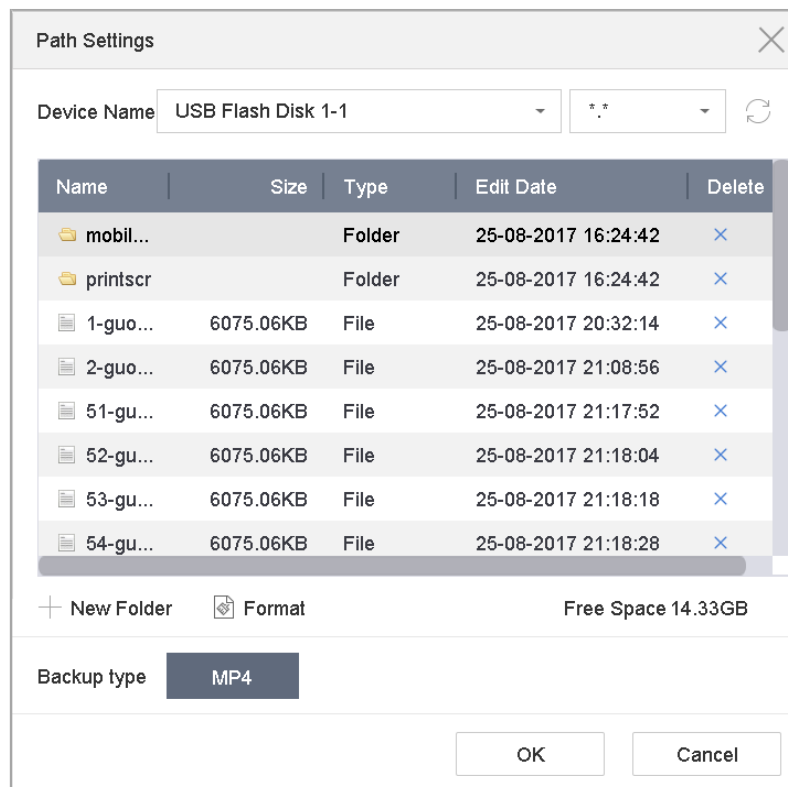 Path Settings
Device Name USB Flash Disk 1-1 *.*
Name Size Type Edit Date Delete
mobil... Folder 25-08-2017 16:24:42
printscr Folder 25-08-2017 16:24:42
1-guo... 6075.06KB File 25-08-2017 20:32:14
2-guo... 6075.06KB File 25-08-2017 21:08:56
51-gu... 6075.06KB File 25-08-2017 21:17:52
52-gu... 6075.06KB File 25-08-2017 21:18:04
53-gu... 6075.06KB File 25-08-2017 21:18:18
54-gu... 6075.06KB File 25-08-2017 21:18:28
New Folder Format Free Space 14.33GB
Backup type MP4
OK Cancel